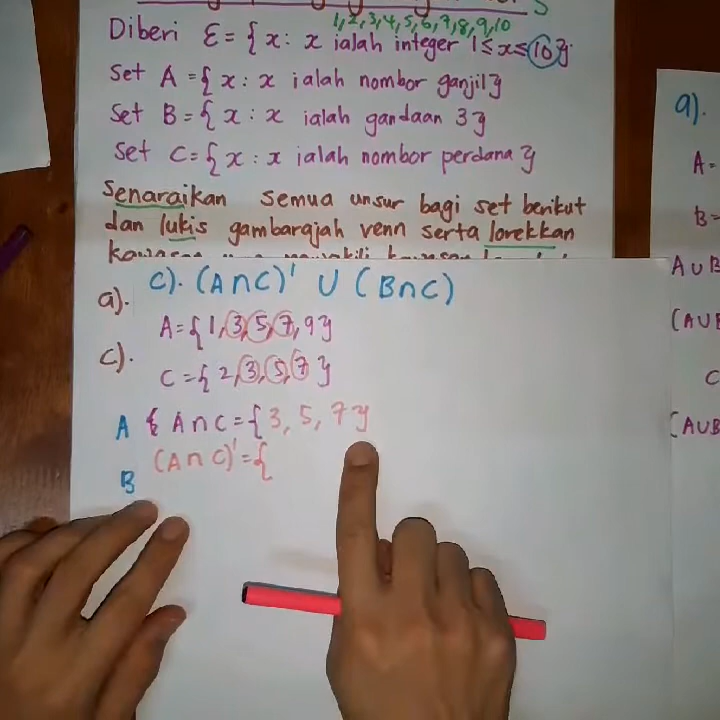 1,2,3,4,5,6,7,8,9,10
Diberi Ɛ = { x : x ialah integer 1 ≤ x ≤ 10 }
Set A = { x : x ialah nombor ganjil }
Set B = { x : x ialah gandaan 3 }
Set C = { x : x ialah nombor perdana }
Senaraikan semua unsur bagi set berikut
dan lukis gambarajah venn serta lorekkan
c). (A ∩ C)' ∪ (B ∩ C)
a).
A = { 1, 3, 5, 7, 9 }
c).
C = { 2, 3, 5, 7 }
A
A ∩ C = { 3, 5, 7 }
(A ∩ C)' = {
B
a).
A =
B =
A ∪ B
(A ∪ B
C
(A ∪ B